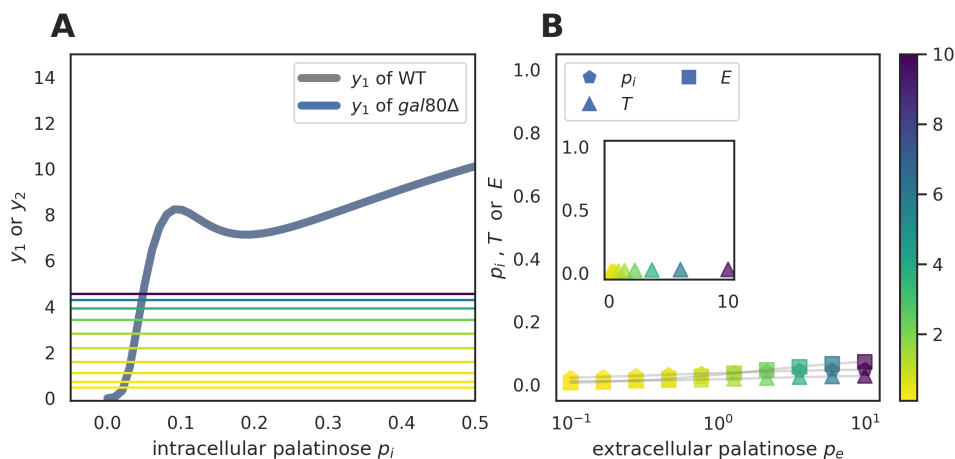 A
y₁ or y₂
14
12
10
8
6
4
2
0
y₁ of WT
y₁ of gal80Δ
0.0 0.1 0.2 0.3 0.4 0.5
intracellular palatinose pᵢ
B
pᵢ , T or E
1.0
0.8
0.6
0.4
0.2
0.0
pᵢ E
T
1.0
0.5
0.0
0 10
10⁻¹ 10⁰ 10¹
extracellular palatinose pₑ
10
8
6
4
2